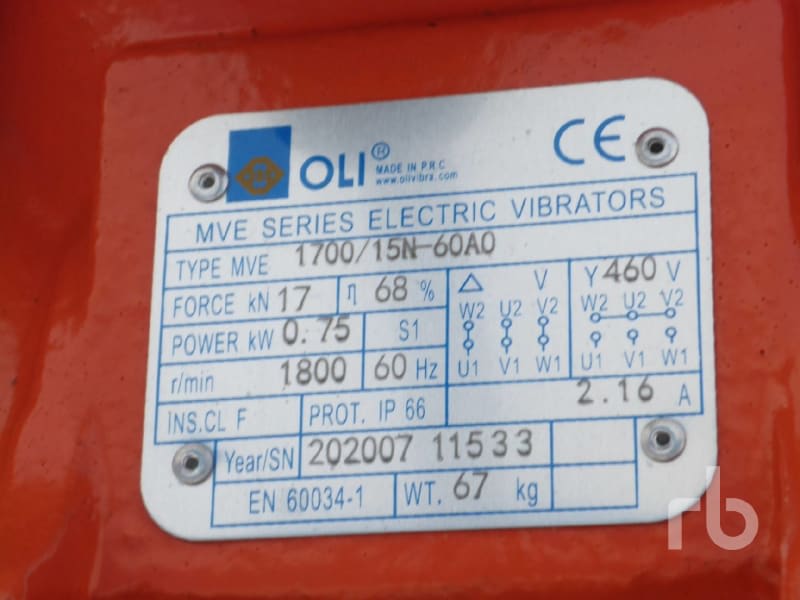 OLI® MADE IN P.R.C
www.olivibra.com
CE
MVE SERIES ELECTRIC VIBRATORS
TYPE MVE 1700/15N-60A0
FORCE kN 17 η 68 % △ V Y 460 V
W2 U2 V2 W2 U2 V2
POWER kW 0.75 S1
U1 V1 W1 U1 V1 W1
r/min 1800 60 Hz
INS.CL F PROT. IP 66 2.16 A
Year/SN 202007 11533
EN 60034-1 WT. 67 kg
rb